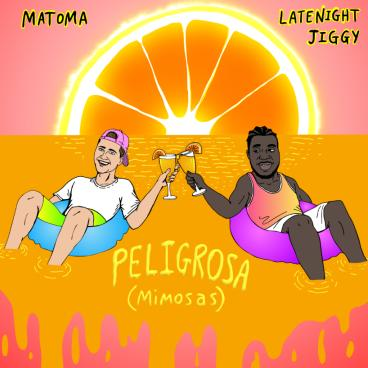 MATOMA
LATENIGHT
JIGGY
PELIGROSA
(Mimosas)